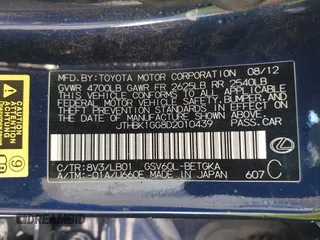 MFD. BY: TOYOTA MOTOR CORPORATION 08/12
GVWR 4700LB GAWR FR 2625LB RR 2540LB
THIS VEHICLE CONFORMS TO ALL APPLICABLE
FEDERAL MOTOR VEHICLE SAFETY, BUMPER, AND
THEFT PREVENTION STANDARDS IN EFFECT ON
THE DATE OF MANUFACTURE SHOWN ABOVE.
JTHBK1GG8D2010439 PASS.CAR
C/TR: 8V3/LB01 GSV60L-BETGKA
A/TM: -01A/U660E MADE IN JAPAN 607 C
DREAMBID